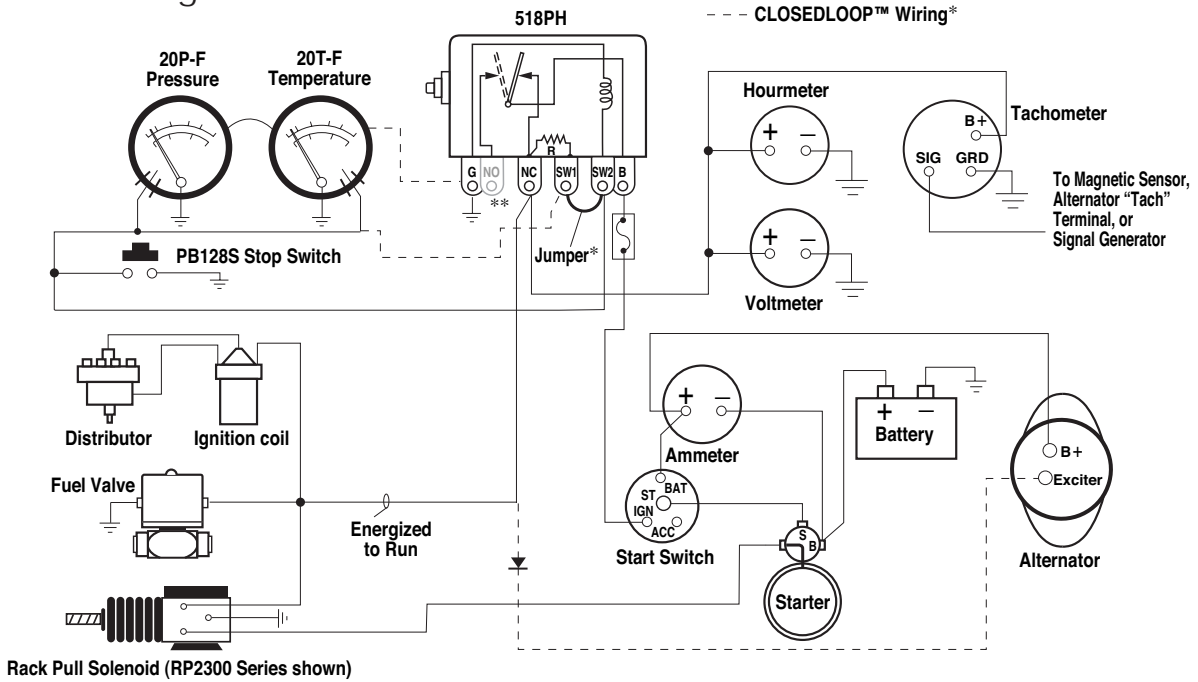 518PH
CLOSEDLOOP™ Wiring*
20P-F
Pressure
20T-F
Temperature
Hourmeter
+ −
Tachometer
B+
SIG GRD
To Magnetic Sensor,
Alternator “Tach”
Terminal, or
Signal Generator
R
G NO NC SW1 SW2 B
**
Jumper*
PB128S Stop Switch
+ −
Voltmeter
Distributor
Ignition coil
+ −
Ammeter
+ −
Battery
B+
Exciter
Alternator
Fuel Valve
Energized
to Run
ST BAT
IGN
ACC
Start Switch
S
B
Starter
Rack Pull Solenoid (RP2300 Series shown)